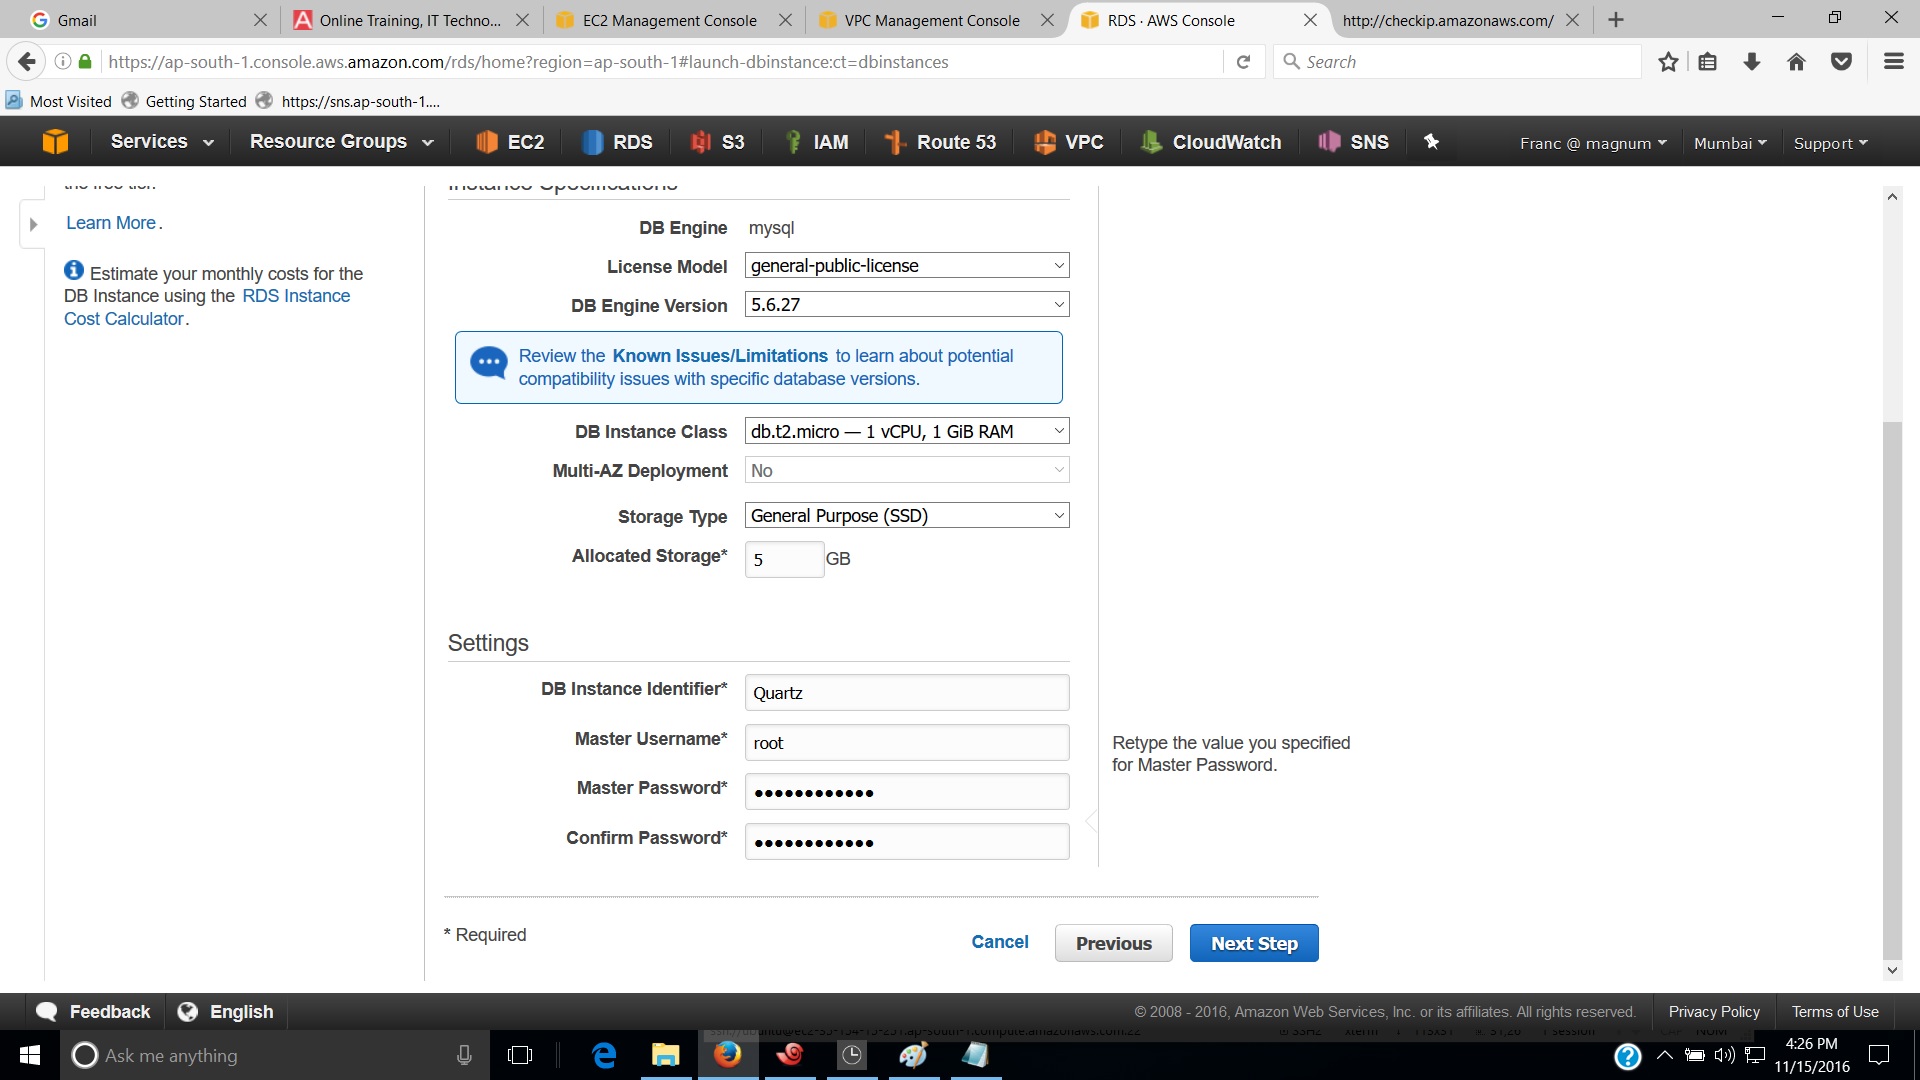 Gmail
Online Training, IT Techno...
EC2 Management Console
VPC Management Console
RDS · AWS Console
http://checkip.amazonaws.com/
https://ap-south-1.console.aws.amazon.com/rds/home?region=ap-south-1#launch-dbinstance:ct=dbinstances
Search
Most Visited
Getting Started
https://sns.ap-south-1....
Services
Resource Groups
EC2
RDS
S3
IAM
Route 53
VPC
CloudWatch
SNS
Franc @ magnum
Mumbai
Support
the free tier.
Learn More.
Estimate your monthly costs for the
DB Instance using the RDS Instance
Cost Calculator.
Instance Specifications
DB Engine mysql
License Model general-public-license
DB Engine Version 5.6.27
Review the Known Issues/Limitations to learn about potential
compatibility issues with specific database versions.
DB Instance Class db.t2.micro — 1 vCPU, 1 GiB RAM
Multi-AZ Deployment No
Storage Type General Purpose (SSD)
Allocated Storage* 5 GB
Settings
DB Instance Identifier* Quartz
Master Username* root
Master Password* ••••••••••••
Confirm Password* ••••••••••••
Retype the value you specified
for Master Password.
* Required
Cancel
Previous
Next Step
Feedback
English
© 2008 - 2016, Amazon Web Services, Inc. or its affiliates. All rights reserved.
Privacy Policy
Terms of Use
Ask me anything
4:26 PM
11/15/2016